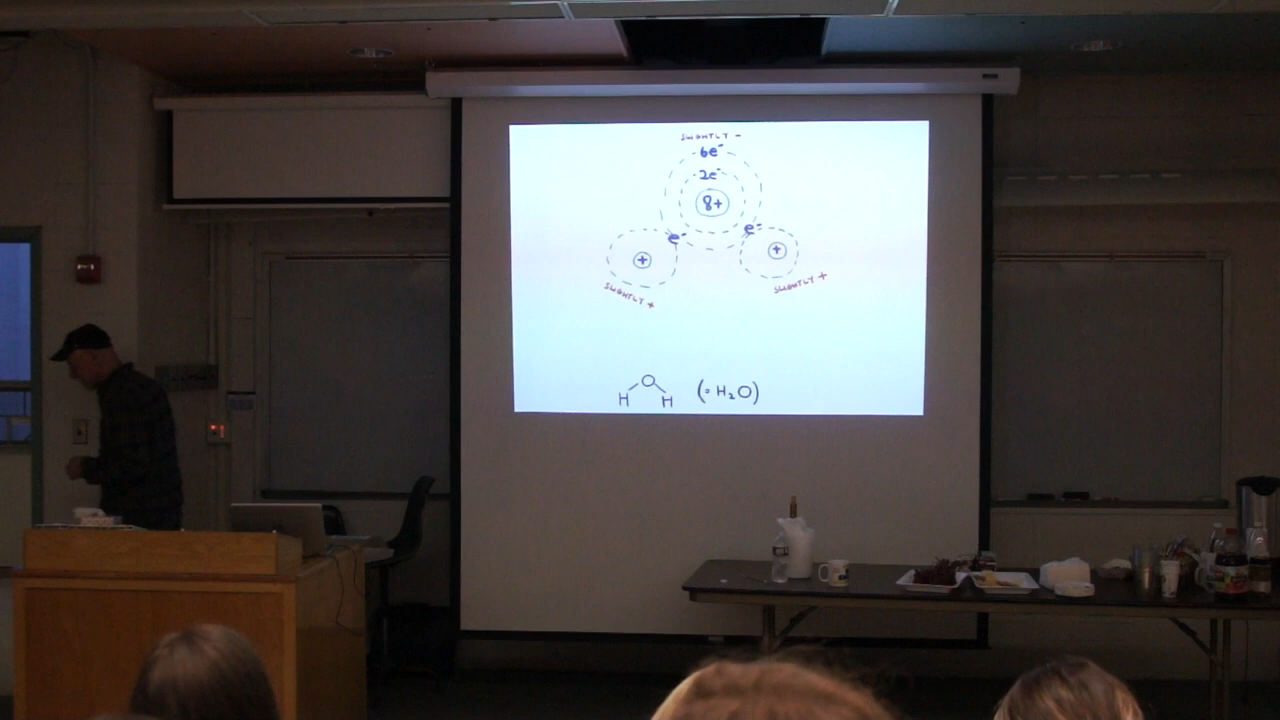 SLIGHTLY -
6e⁻
2e⁻
8+
e⁻ e⁻
+ +
SLIGHTLY + SLIGHTLY +
O
H H (= H₂O)